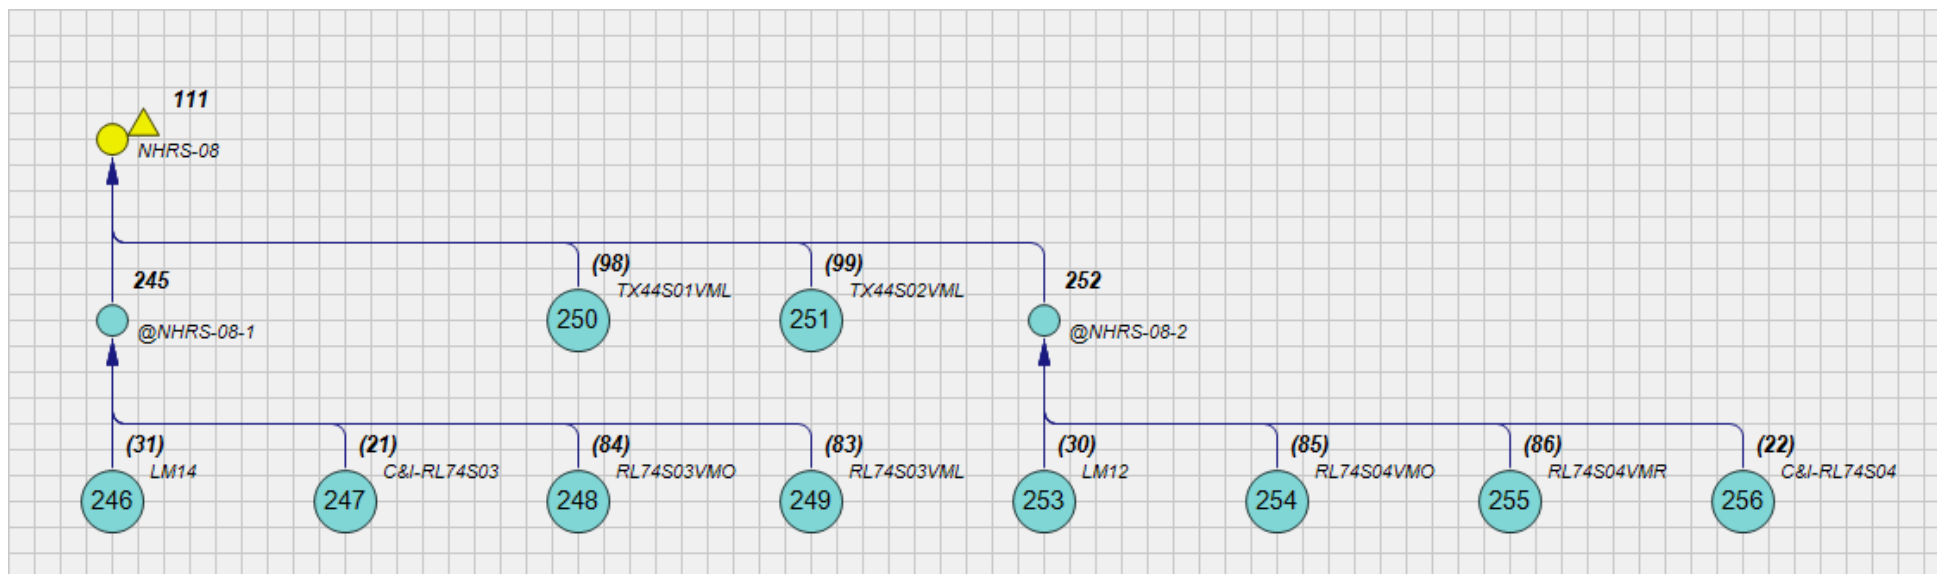 111
NHRS-08
(98)
TX44S01VML
250
(99)
TX44S02VML
251
245
@NHRS-08-1
252
@NHRS-08-2
(31)
LM14
246
(21)
C&I-RL74S03
247
(84)
RL74S03VMO
248
(83)
RL74S03VML
249
(30)
LM12
253
(85)
RL74S04VMO
254
(86)
RL74S04VMR
255
(22)
C&I-RL74S04
256